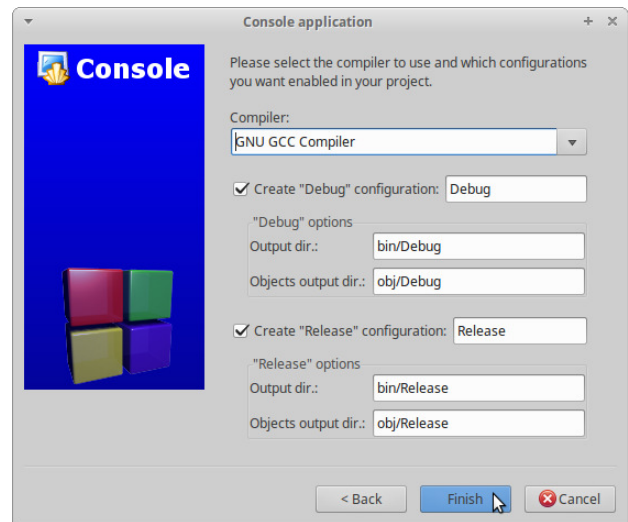 Console application
Console
Please select the compiler to use and which configurations
you want enabled in your project.
Compiler:
GNU GCC Compiler
Create "Debug" configuration: Debug
"Debug" options
Output dir.: bin/Debug
Objects output dir.: obj/Debug
Create "Release" configuration: Release
"Release" options
Output dir.: bin/Release
Objects output dir.: obj/Release
< Back Finish Cancel